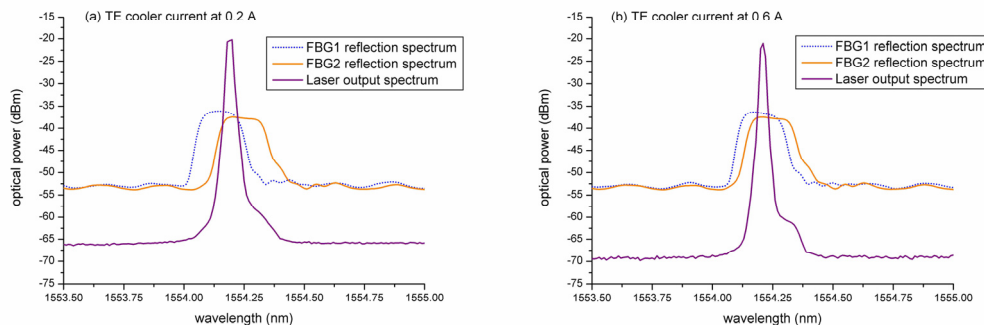 (a) TE cooler current at 0.2 A
-15
-20
-25
-30
-35
-40
-45
-50
-55
-60
-65
-70
-75
optical power (dBm)
FBG1 reflection spectrum
FBG2 reflection spectrum
Laser output spectrum
1553.50 1553.75 1554.00 1554.25 1554.50 1554.75 1555.00
wavelength (nm)
(b) TE cooler current at 0.6 A
-15
-20
-25
-30
-35
-40
-45
-50
-55
-60
-65
-70
-75
optical power (dBm)
FBG1 reflection spectrum
FBG2 reflection spectrum
Laser output spectrum
1553.50 1553.75 1554.00 1554.25 1554.50 1554.75 1555.00
wavelength (nm)